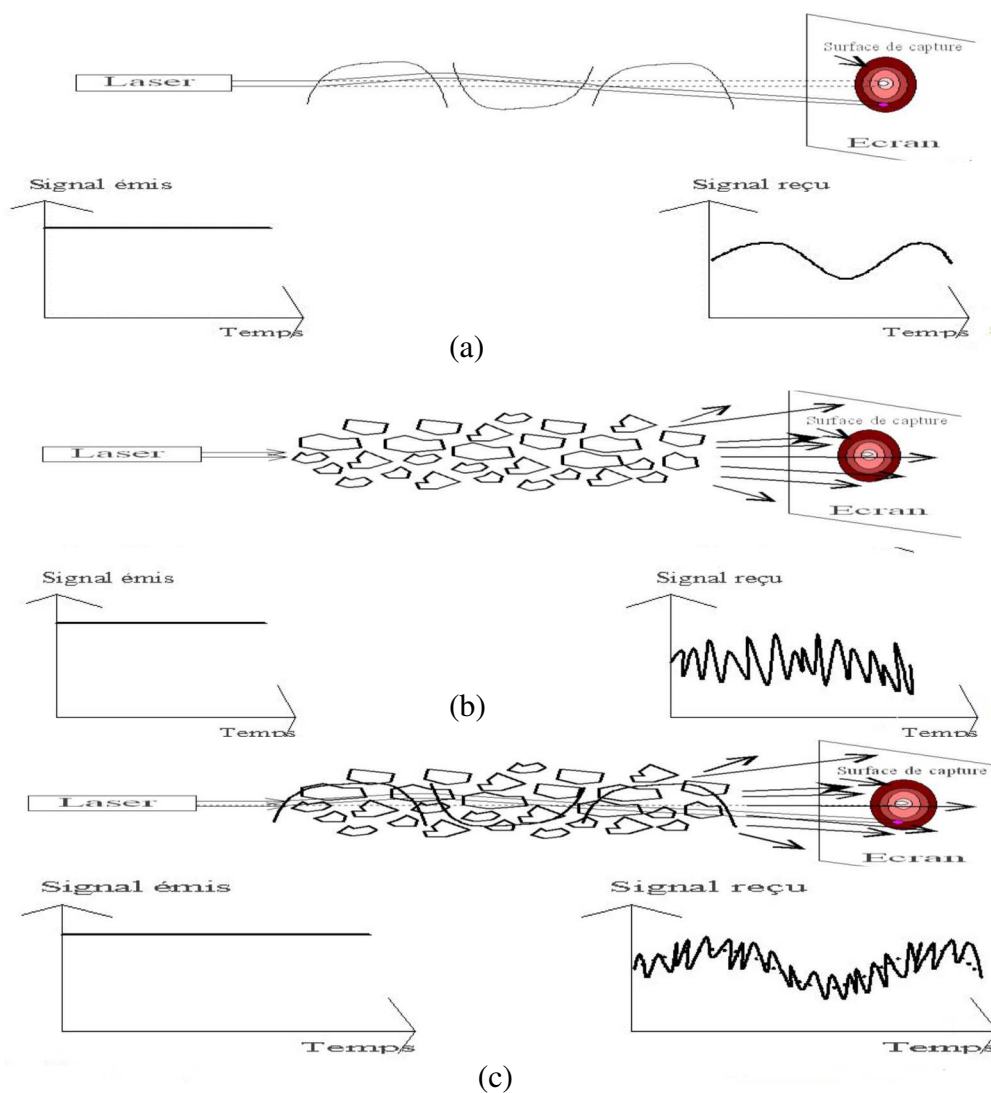 Surface de capture
Laser
Ecran
Signal émis
Signal reçu
Temps
Temps
(a)
Surface de capture
Laser
Ecran
Signal émis
Signal reçu
(b)
Temps
Temps
Surface de capture
Laser
Ecran
Signal émis
Signal reçu
Temps
Temps
(c)